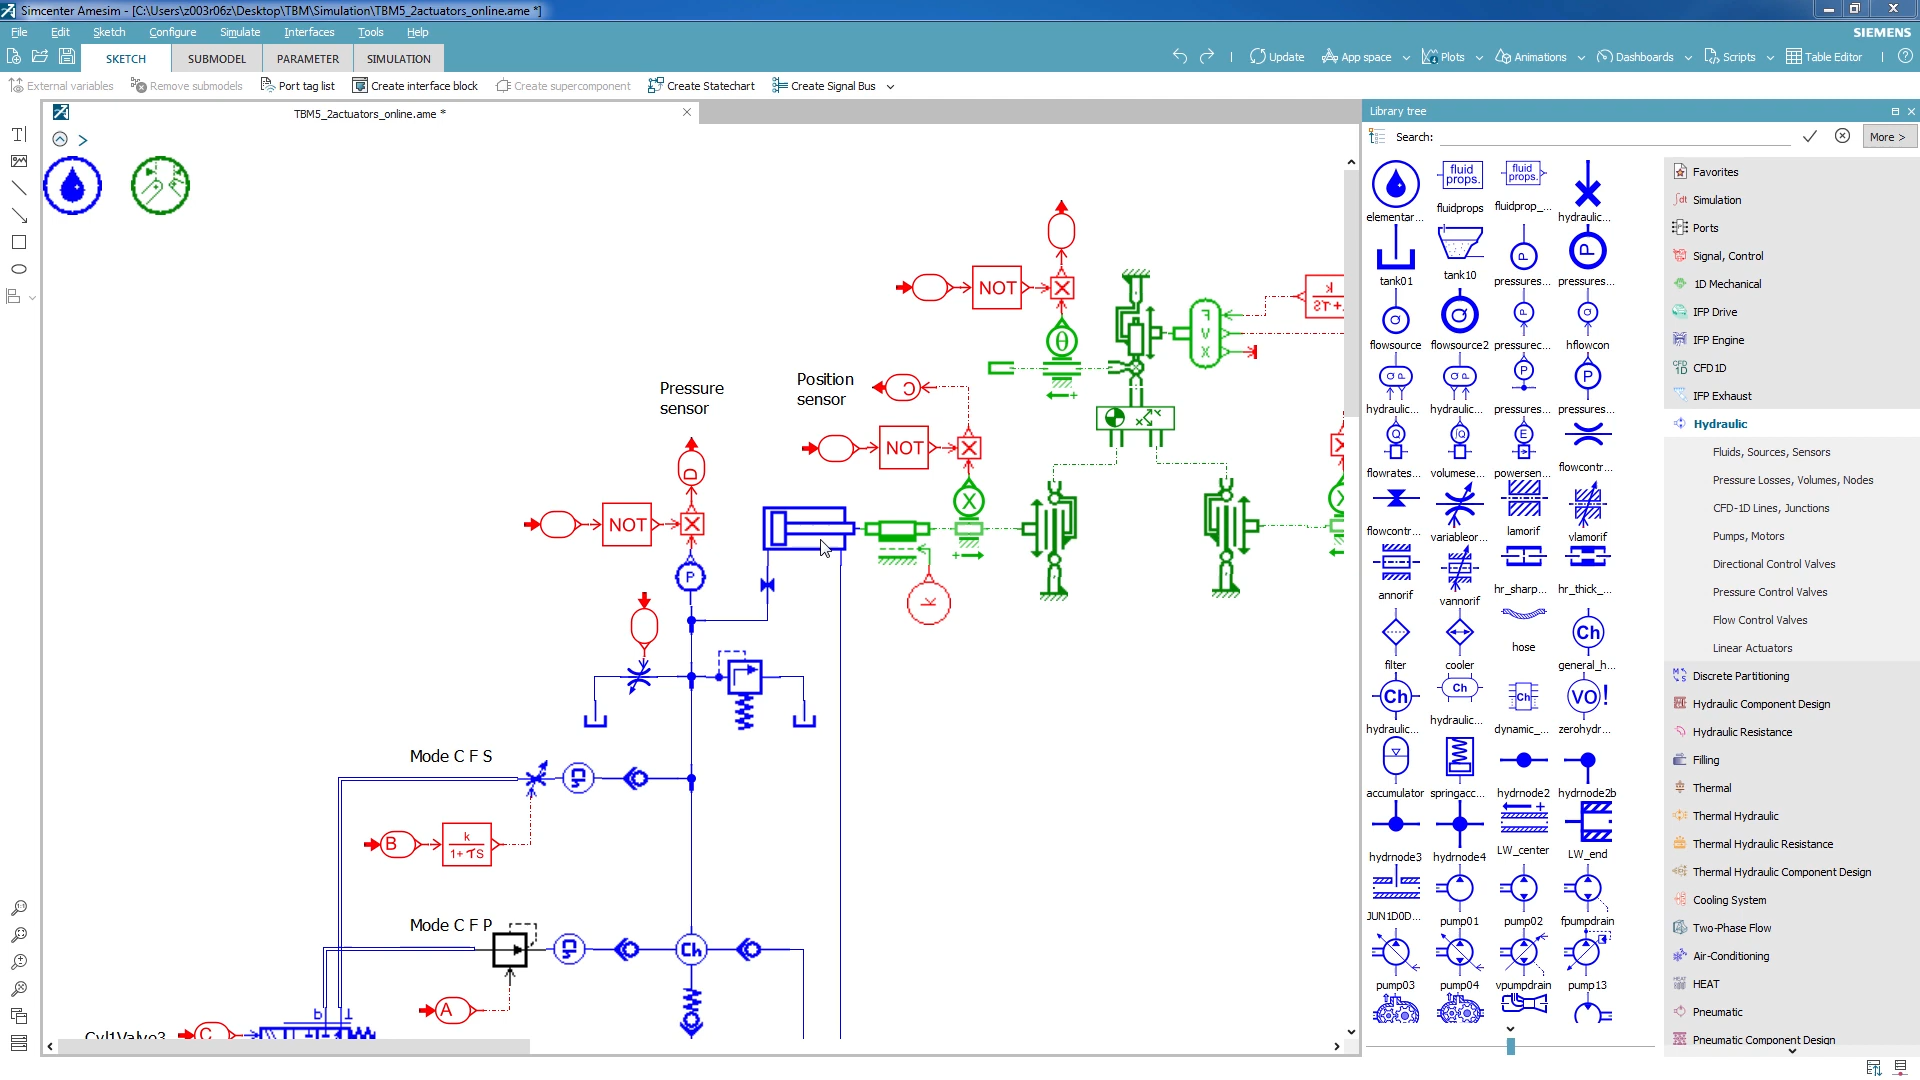 Simcenter Amesim - [C:\Users\z003r06z\Desktop\TBM\Simulation\TBM5_2actuators_online.ame *]
File Edit Sketch Configure Simulate Interfaces Tools Help
SIEMENS
SKETCH SUBMODEL PARAMETER SIMULATION
Update App space Plots Animations Dashboards Scripts Table Editor
External variables Remove submodels Port tag list Create interface block Create supercomponent Create Statechart Create Signal Bus
TBM5_2actuators_online.ame *
Library tree
Search:
More >
Pressure
sensor
Position
sensor
NOT
NOT
NOT
θ
F
V
X
X
P
D
C
k
Mode C F S
B
k
1+τS
Ch
Mode C F P
Ch
Ch
A
Cyl1Valve3
C
fluid
props.
fluid
props.
elementar... fluidprops fluidprop_... hydraulic...
tank01 tank10 pressures... pressures...
flowsource flowsource2 pressurec... hflowcon
hydraulic... hydraulic... pressures... pressures...
flowrates... volumese... powersen... flowcontr...
flowcontr... variableor... lamorif vlamorif
annorif vannorif hr_sharp... hr_thick_...
filter cooler hose general_h...
hydraulic... hydraulic... dynamic_... zerohydr...
accumulator springacc... hydrnode2 hydrnode2b
hydrnode3 hydrnode4 LW_center LW_end
JUN1D0D... pump01 pump02 fpumpdrain
pump03 pump04 vpumpdrain pump13
Favorites
Simulation
Ports
Signal, Control
1D Mechanical
IFP Drive
IFP Engine
CFD1D
IFP Exhaust
Hydraulic
Fluids, Sources, Sensors
Pressure Losses, Volumes, Nodes
CFD-1D Lines, Junctions
Pumps, Motors
Directional Control Valves
Pressure Control Valves
Flow Control Valves
Linear Actuators
Discrete Partitioning
Hydraulic Component Design
Hydraulic Resistance
Filling
Thermal
Thermal Hydraulic
Thermal Hydraulic Resistance
Thermal Hydraulic Component Design
Cooling System
Two-Phase Flow
Air-Conditioning
HEAT
Pneumatic
Pneumatic Component Design